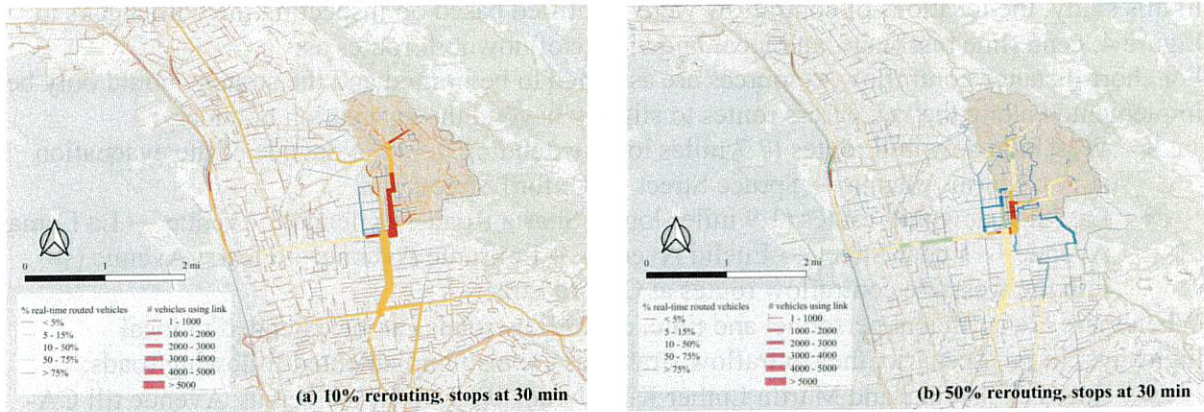 0 1 2 mi
% real-time routed vehicles
< 5%
5 - 15%
10 - 50%
50 - 75%
> 75%
# vehicles using link
1 - 1000
1000 - 2000
2000 - 3000
3000 - 4000
4000 - 5000
> 5000
(a) 10% rerouting, stops at 30 min
0 1 2 mi
% real-time routed vehicles
< 5%
5 - 15%
10 - 50%
50 - 75%
> 75%
# vehicles using link
1 - 1000
1000 - 2000
2000 - 3000
3000 - 4000
4000 - 5000
> 5000
(b) 50% rerouting, stops at 30 min